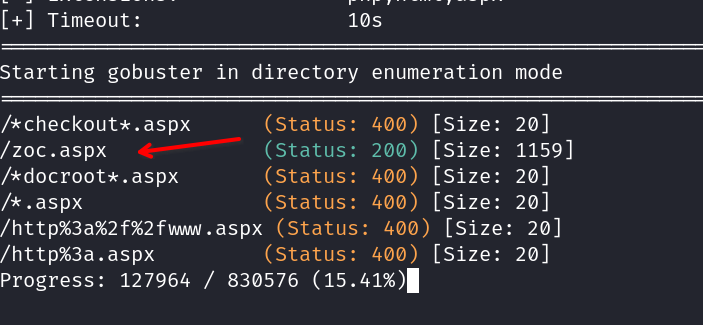 [+] Timeout:                 10s
===============================================================
Starting gobuster in directory enumeration mode
===============================================================
/*checkout*.aspx      (Status: 400) [Size: 20]
/zoc.aspx             (Status: 200) [Size: 1159]
/*docroot*.aspx       (Status: 400) [Size: 20]
/*.aspx               (Status: 400) [Size: 20]
/http%3a%2f%2fwww.aspx (Status: 400) [Size: 20]
/http%3a.aspx         (Status: 400) [Size: 20]
Progress: 127964 / 830576 (15.41%)